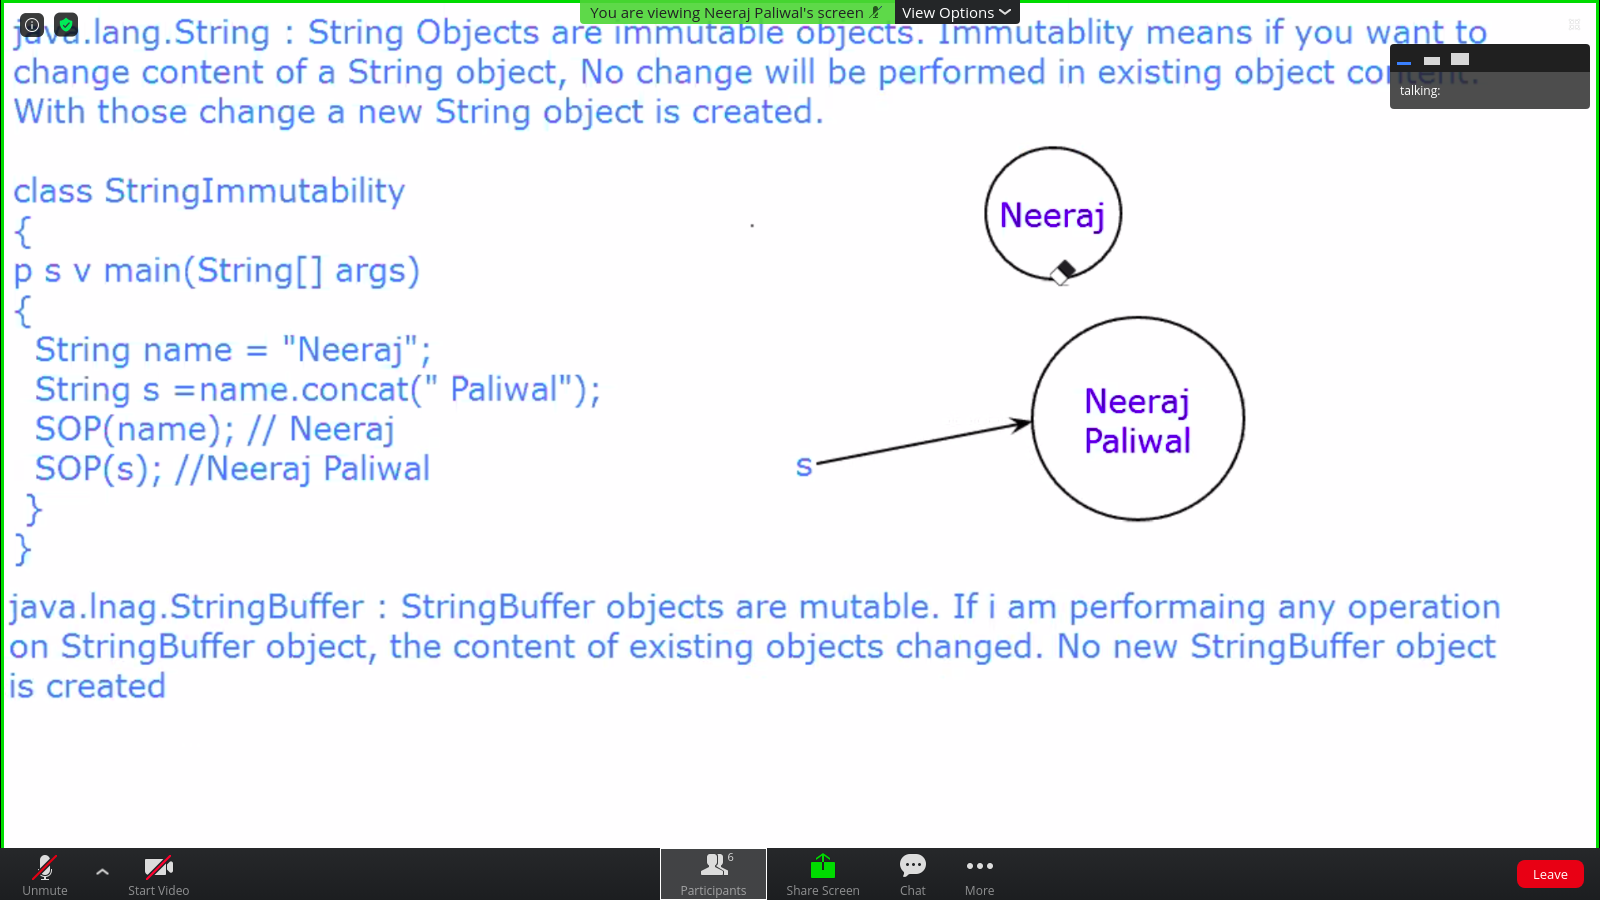 You are viewing Neeraj Paliwal's screen
View Options
java.lang.String : String Objects are immutable objects. Immutablity means if you want to
change content of a String object, No change will be performed in existing object content.
With those change a new String object is created.
talking:
class StringImmutability
{
p s v main(String[] args)
{
String name = "Neeraj";
String s =name.concat(" Paliwal");
SOP(name); // Neeraj
SOP(s); //Neeraj Paliwal
}
}
Neeraj
s
Neeraj
Paliwal
java.lnag.StringBuffer : StringBuffer objects are mutable. If i am performaing any operation
on StringBuffer object, the content of existing objects changed. No new StringBuffer object
is created
Unmute
Start Video
6
Participants
Share Screen
Chat
More
Leave